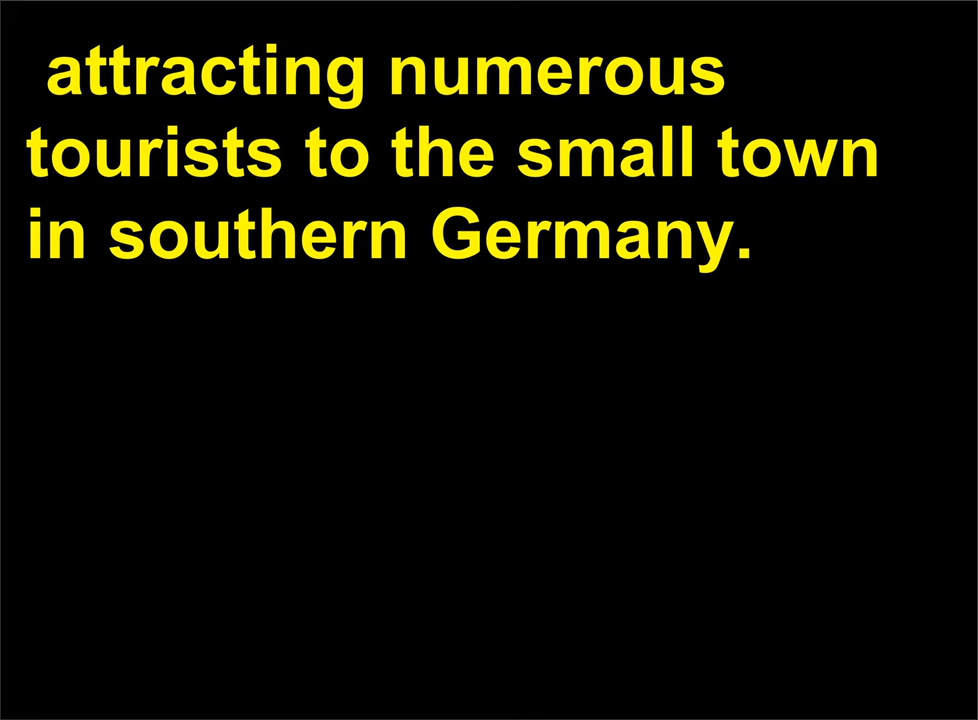 attracting numerous
tourists to the small town
in southern Germany.